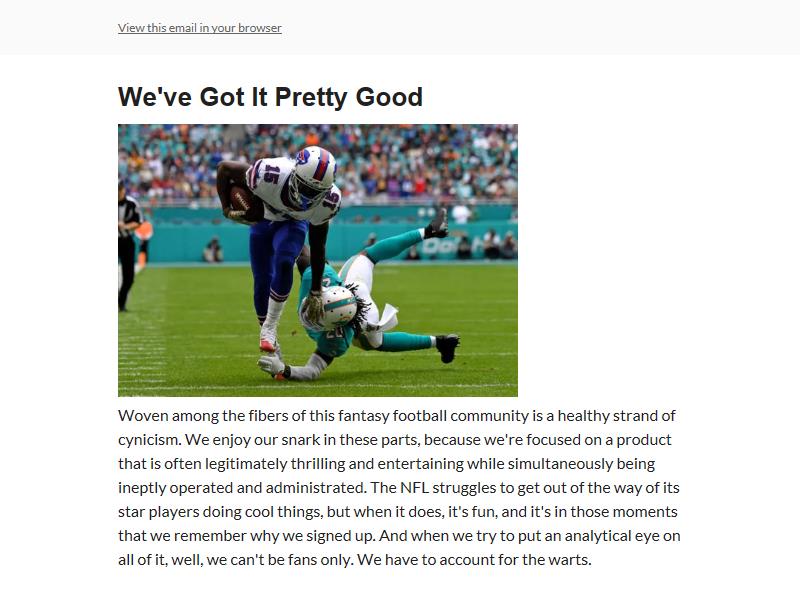 View this email in your browser
We've Got It Pretty Good
15 15
20
Woven among the fibers of this fantasy football community is a healthy strand of
cynicism. We enjoy our snark in these parts, because we're focused on a product
that is often legitimately thrilling and entertaining while simultaneously being
ineptly operated and administrated. The NFL struggles to get out of the way of its
star players doing cool things, but when it does, it's fun, and it's in those moments
that we remember why we signed up. And when we try to put an analytical eye on
all of it, well, we can't be fans only. We have to account for the warts.